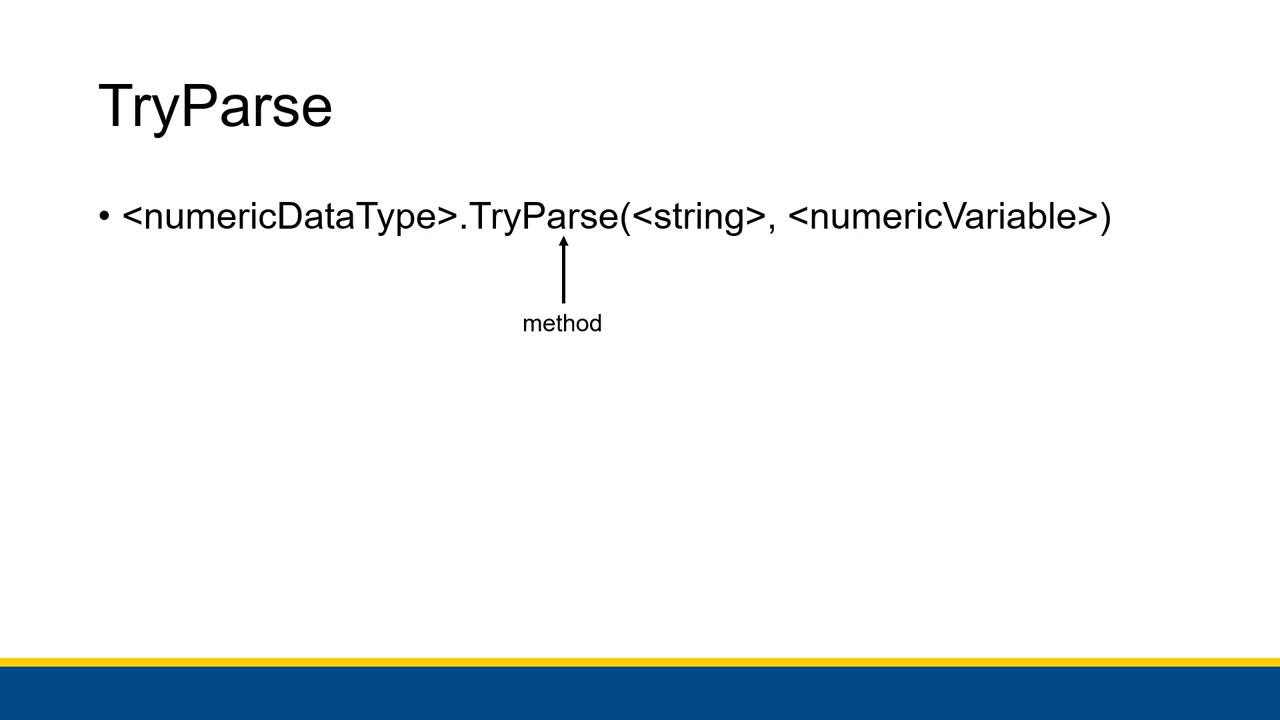 TryParse
• <numericDataType>.TryParse(<string>, <numericVariable>)
method